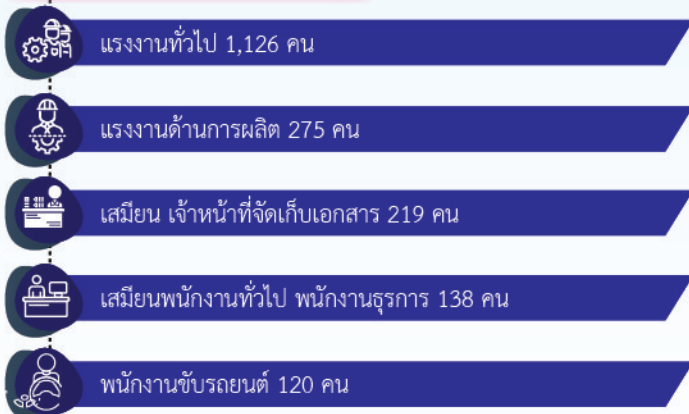 แรงงานทั่วไป 1,126 คน
แรงงานด้านการผลิต 275 คน
เสมียน เจ้าหน้าที่จัดเก็บเอกสาร 219 คน
เสมียนพนักงานทั่วไป พนักงานธุรการ 138 คน
พนักงานขับรถยนต์ 120 คน